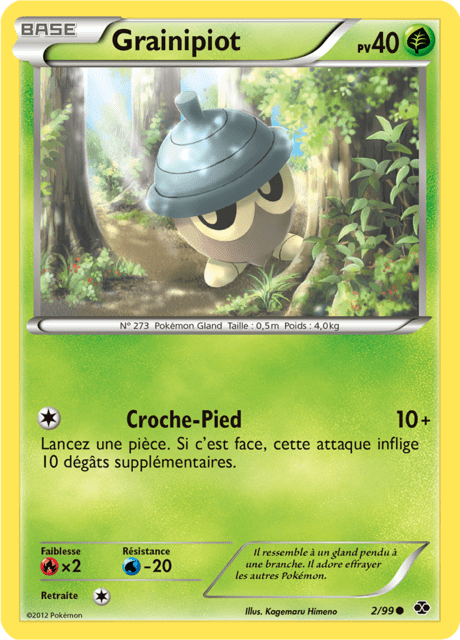 BASE
Grainipiot
PV40
N° 273 Pokémon Gland Taille : 0,5m Poids : 4,0kg
Croche-Pied 10+
Lancez une pièce. Si c'est face, cette attaque inflige
10 dégâts supplémentaires.
Faiblesse
×2
Résistance
-20
Retraite
Il ressemble à un gland pendu à
une branche. Il adore effrayer
les autres Pokémon.
©2012 Pokémon
Illus. Kagemaru Himeno
2/99